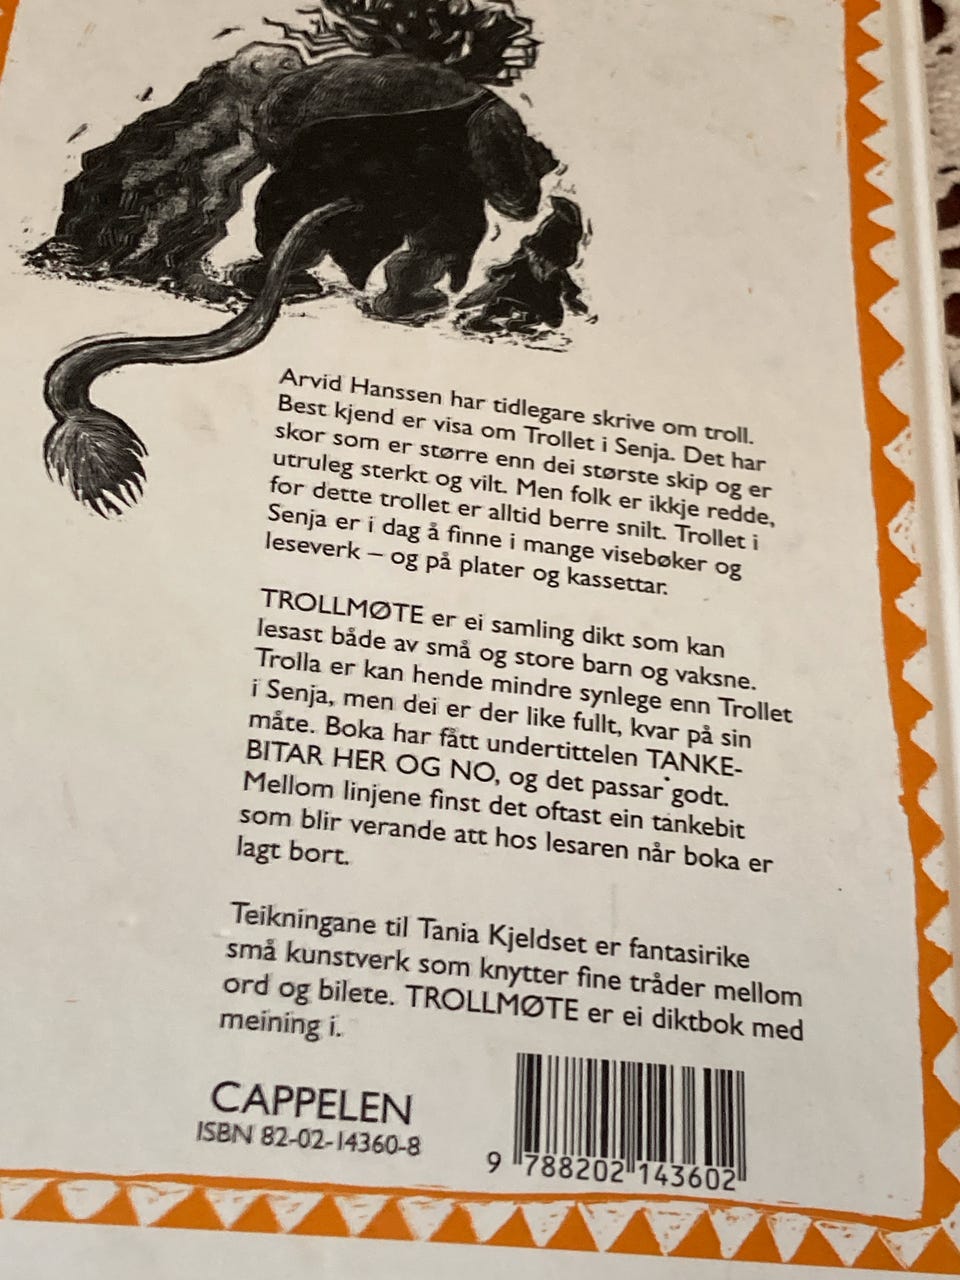 Arvid Hanssen har tidlegare skrive om troll.
Best kjend er visa om Trollet i Senja. Det har
skor som er større enn dei største skip og er
utruleg sterkt og vilt. Men folk er ikkje redde,
for dette trollet er alltid berre snilt. Trollet i
Senja er i dag å finne i mange visebøker og
leseverk – og på plater og kassettar.
TROLLMØTE er ei samling dikt som kan
lesast både av små og store barn og vaksne.
Trolla er kan hende mindre synlege enn Trollet
i Senja, men dei er der like fullt, kvar på sin
måte. Boka har fått undertittelen TANKE-
BITAR HER OG NO, og det passar godt.
Mellom linjene finst det oftast ein tankebit
som blir verande att hos lesaren når boka er
lagt bort.
Teikningane til Tania Kjeldset er fantasirike
små kunstverk som knytter fine tråder mellom
ord og bilete. TROLLMØTE er ei diktbok med
meining i.
CAPPELEN
ISBN 82-02-14360-8
9 788202 143602